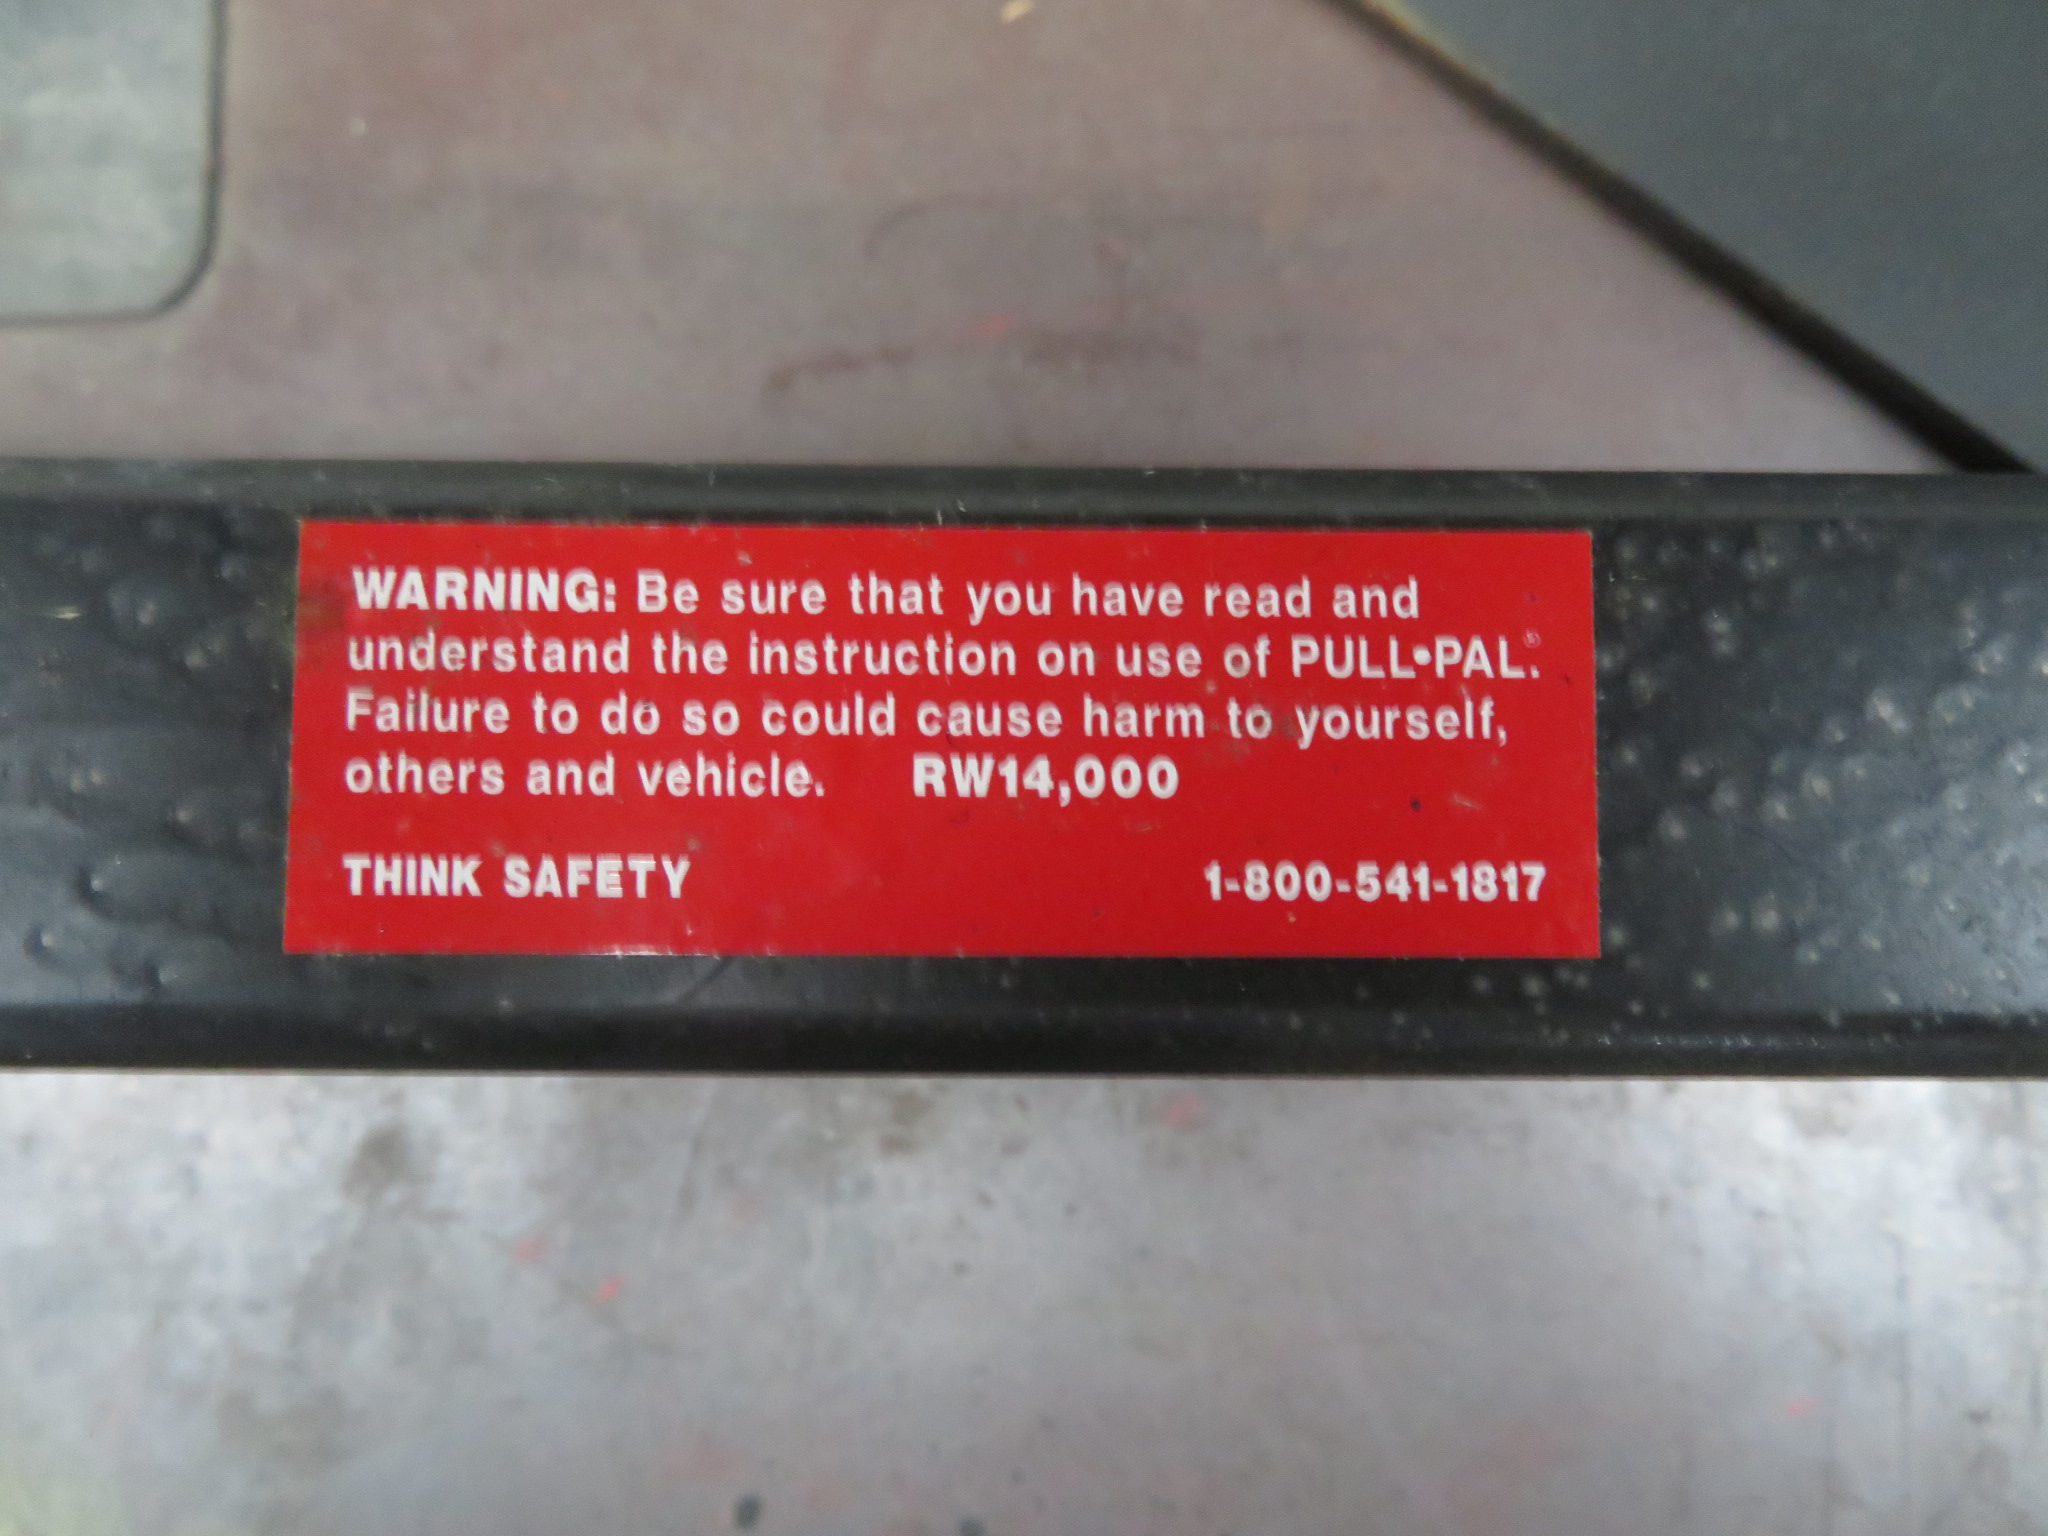 WARNING: Be sure that you have read and
understand the instruction on use of PULL•PAL®.
Failure to do so could cause harm to yourself,
others and vehicle. RW14,000
THINK SAFETY 1-800-541-1817